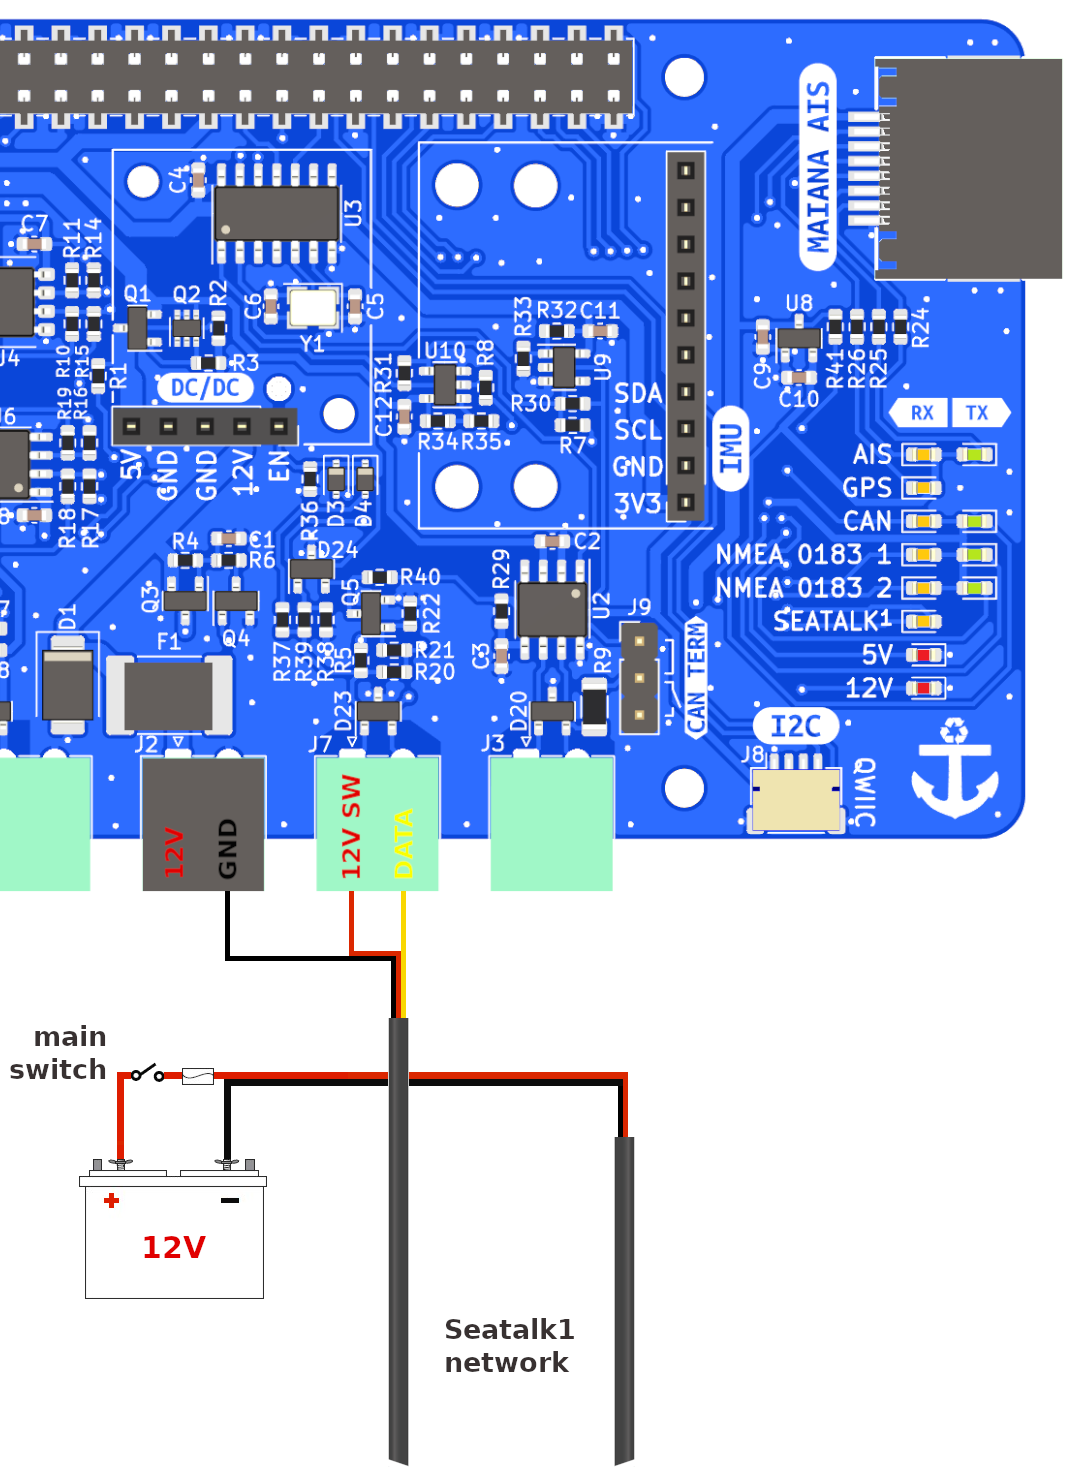 MAIANA AIS
C4
U3
C7
R11
R14
Q1
Q2
R2
C6
C5
Y1
R33
R32
C11
U8
R24
J4
R10
R15
R1
R3
R31
U10
R8
U9
C9
R41
R26
R25
C10
DC/DC
R19
R16
C12
R30
SDA
RX
TX
R34
R35
R7
SCL
IMU
5V
GND
GND
12V
EN
GND
AIS
GPS
R18
R17
R36
D3
D4
3V3
CAN
R4
C1
R6
D24
C2
NMEA 0183 1
R40
R29
NMEA 0183 2
Q3
Q5
R22
U2
J9
SEATALK1
D1
F1
Q4
R37
R39
R38
R5
R21
R20
C3
R9
CAN TERM
5V
12V
D23
D20
I2C
J2
J7
J3
J8
QWIIC
12V
GND
12V SW
DATA
main
switch
+
-
12V
Seatalk1
network